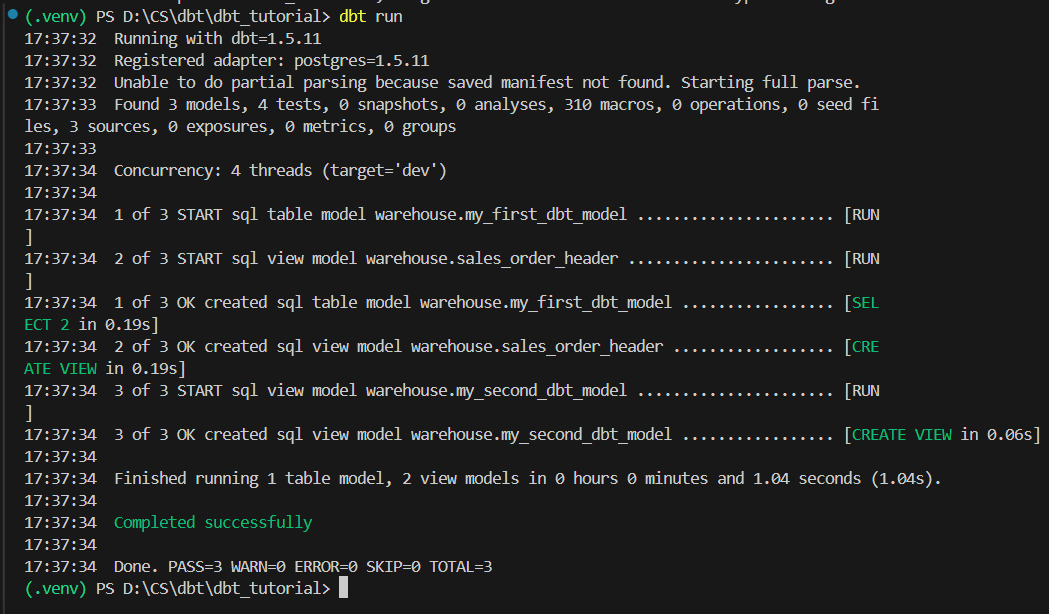 (.venv) PS D:\CS\dbt\dbt_tutorial> dbt run
17:37:32  Running with dbt=1.5.11
17:37:32  Registered adapter: postgres=1.5.11
17:37:32  Unable to do partial parsing because saved manifest not found. Starting full parse.
17:37:33  Found 3 models, 4 tests, 0 snapshots, 0 analyses, 310 macros, 0 operations, 0 seed fi
les, 3 sources, 0 exposures, 0 metrics, 0 groups
17:37:33
17:37:34  Concurrency: 4 threads (target='dev')
17:37:34
17:37:34  1 of 3 START sql table model warehouse.my_first_dbt_model ...................... [RUN
]
17:37:34  2 of 3 START sql view model warehouse.sales_order_header ....................... [RUN
]
17:37:34  1 of 3 OK created sql table model warehouse.my_first_dbt_model ................. [SEL
ECT 2 in 0.19s]
17:37:34  2 of 3 OK created sql view model warehouse.sales_order_header .................. [CRE
ATE VIEW in 0.19s]
17:37:34  3 of 3 START sql view model warehouse.my_second_dbt_model ...................... [RUN
]
17:37:34  3 of 3 OK created sql view model warehouse.my_second_dbt_model ................. [CREATE VIEW in 0.06s]
17:37:34
17:37:34  Finished running 1 table model, 2 view models in 0 hours 0 minutes and 1.04 seconds (1.04s).
17:37:34
17:37:34  Completed successfully
17:37:34
17:37:34  Done. PASS=3 WARN=0 ERROR=0 SKIP=0 TOTAL=3
(.venv) PS D:\CS\dbt\dbt_tutorial>